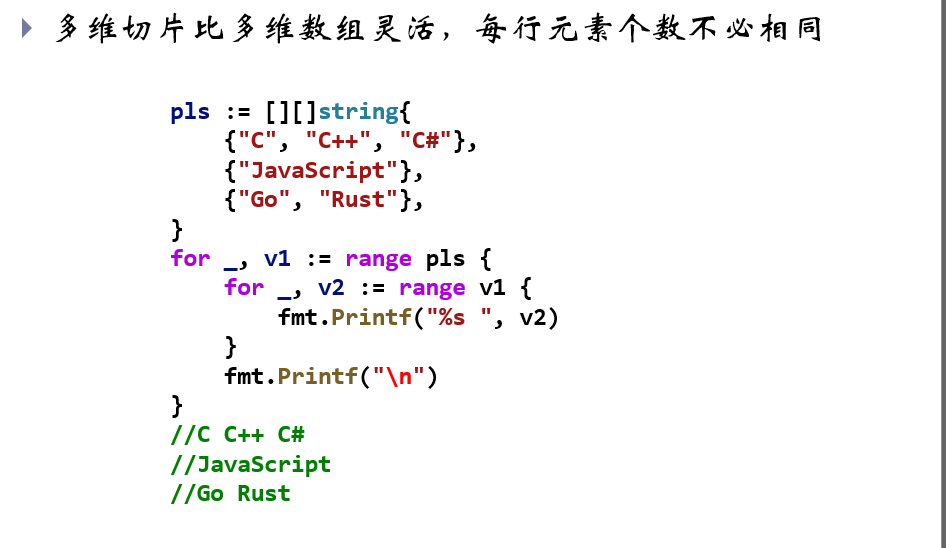 多维切片比多维数组灵活，每行元素个数不必相同
pls := [][]string{
    {"C", "C++", "C#"},
    {"JavaScript"},
    {"Go", "Rust"},
}
for _, v1 := range pls {
    for _, v2 := range v1 {
        fmt.Printf("%s ", v2)
    }
    fmt.Printf("\n")
}
//C C++ C#
//JavaScript
//Go Rust